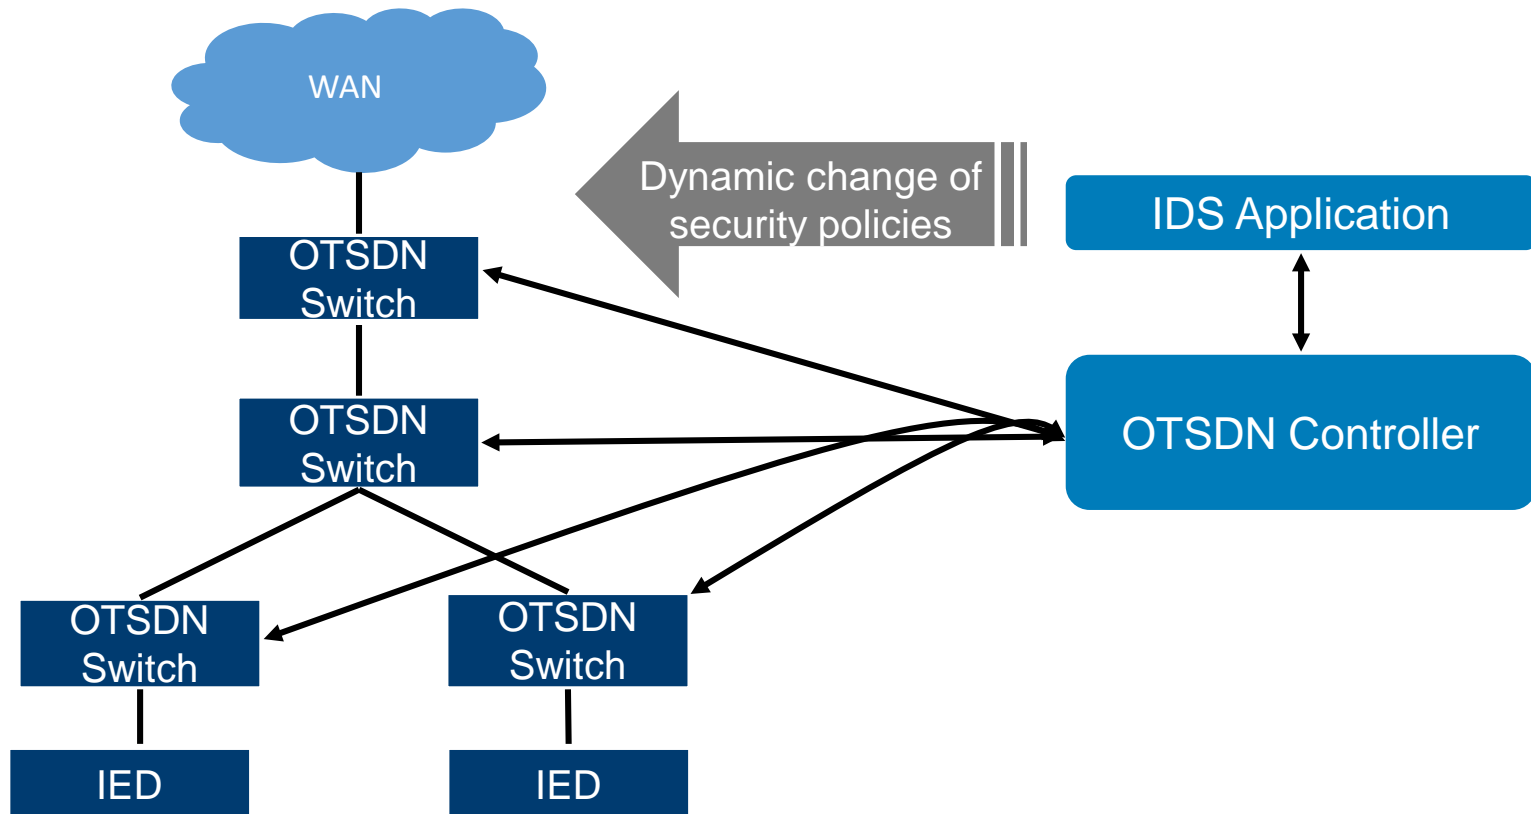 WAN
Dynamic change of
security policies
IDS Application
OTSDN
Switch
OTSDN
Switch
OTSDN Controller
OTSDN
Switch
OTSDN
Switch
IED
IED